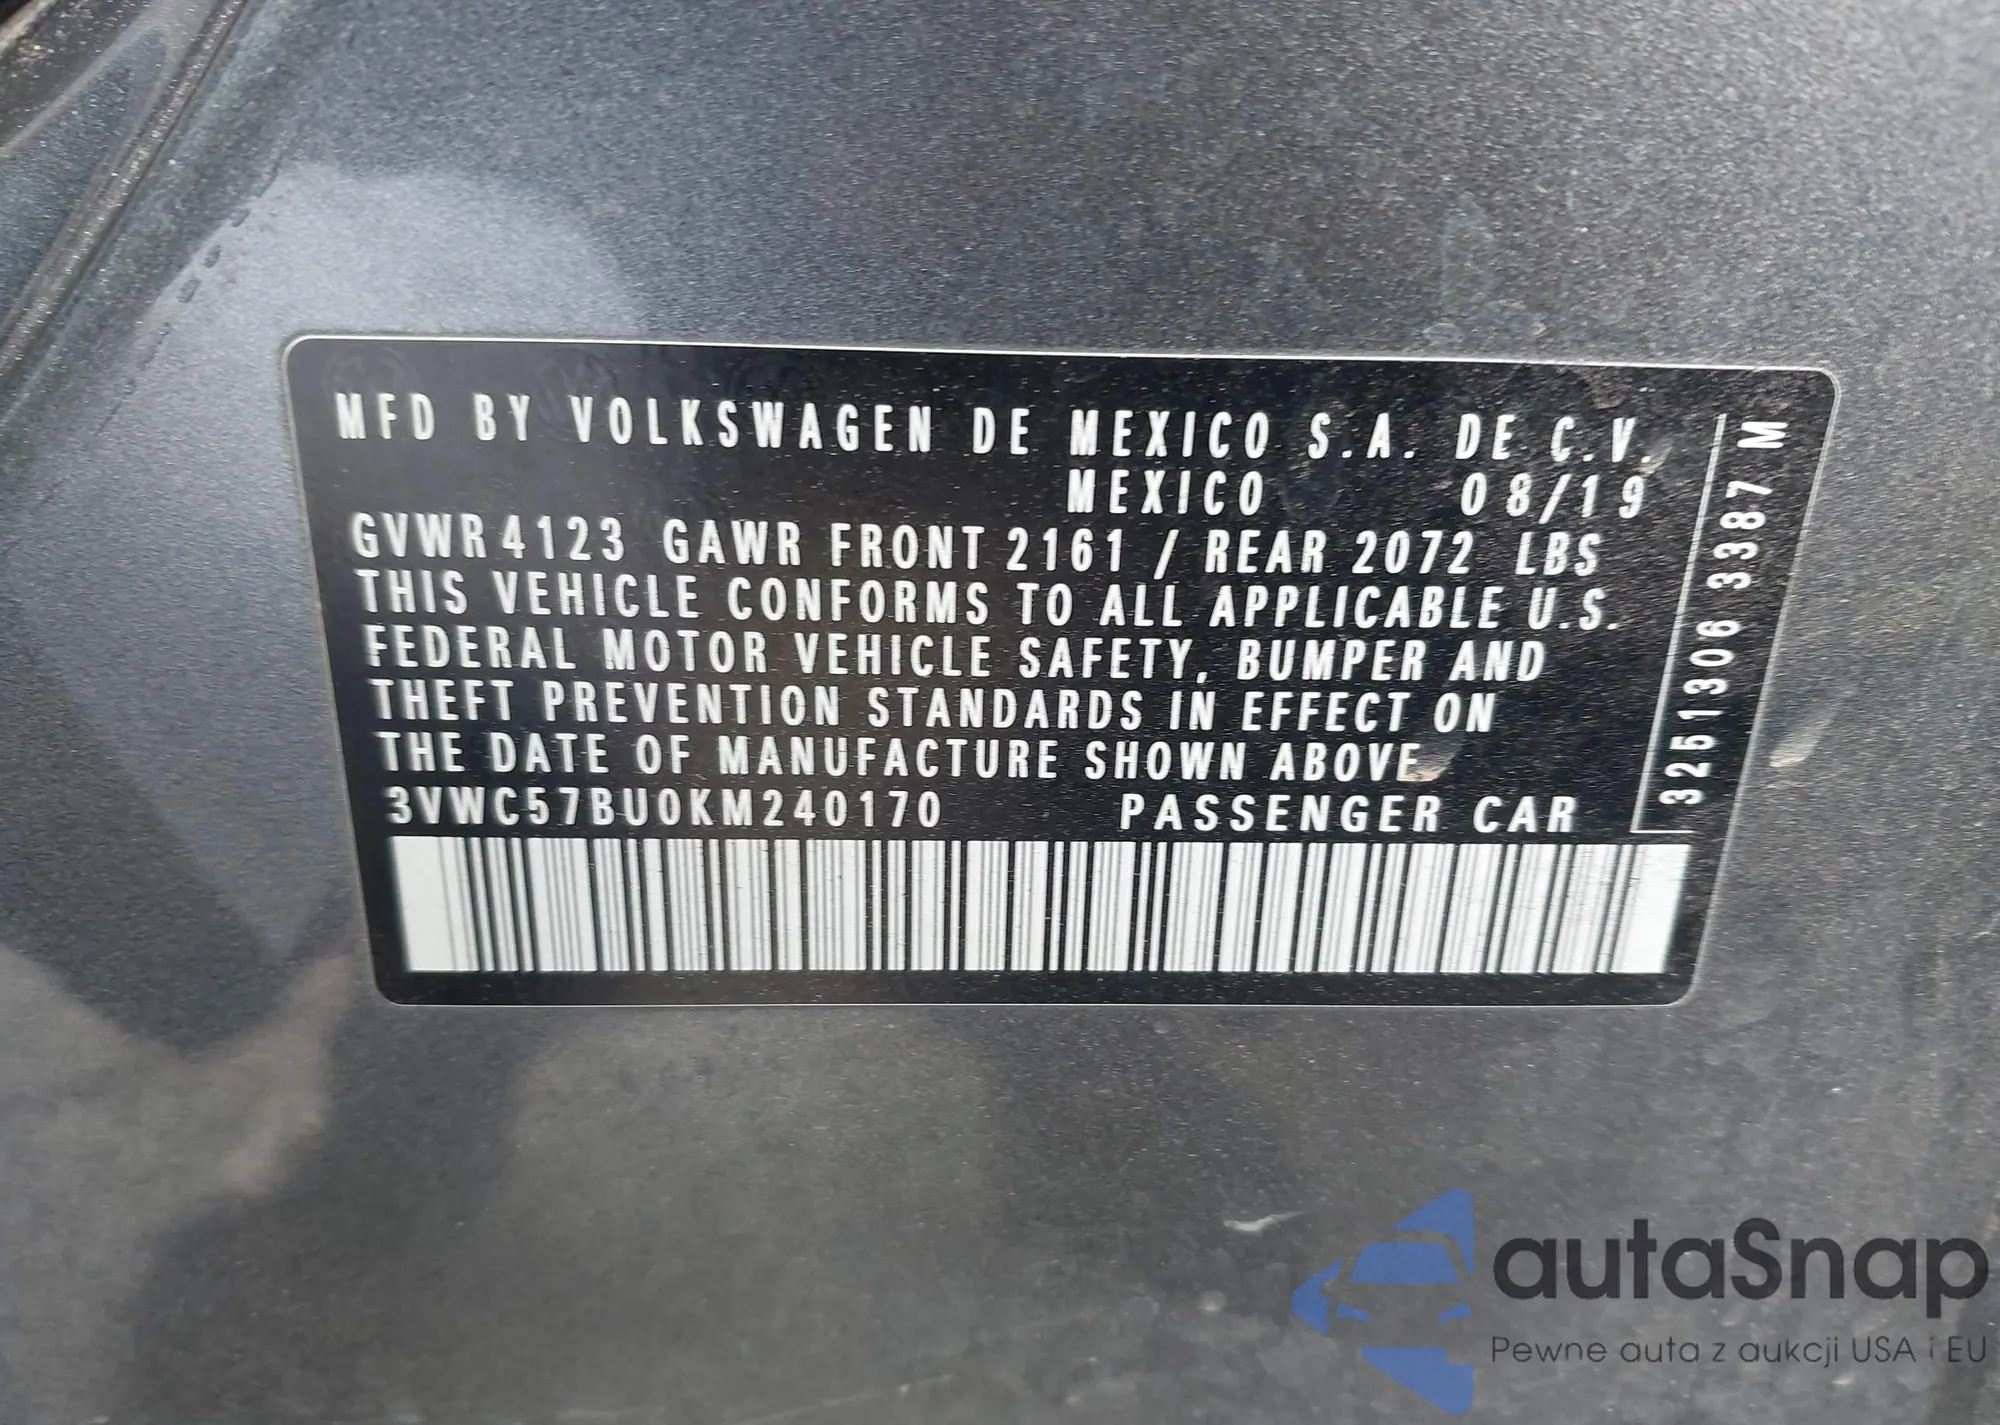 MFD BY VOLKSWAGEN DE MEXICO S.A. DE C.V.
MEXICO 08/19
GVWR 4123 GAWR FRONT 2161 / REAR 2072 LBS
THIS VEHICLE CONFORMS TO ALL APPLICABLE U.S.
FEDERAL MOTOR VEHICLE SAFETY, BUMPER AND
THEFT PREVENTION STANDARDS IN EFFECT ON
THE DATE OF MANUFACTURE SHOWN ABOVE
3VWC57BU0KM240170 PASSENGER CAR
3251306 3387 M
autaSnap
Pewne auta z aukcji USA i EU